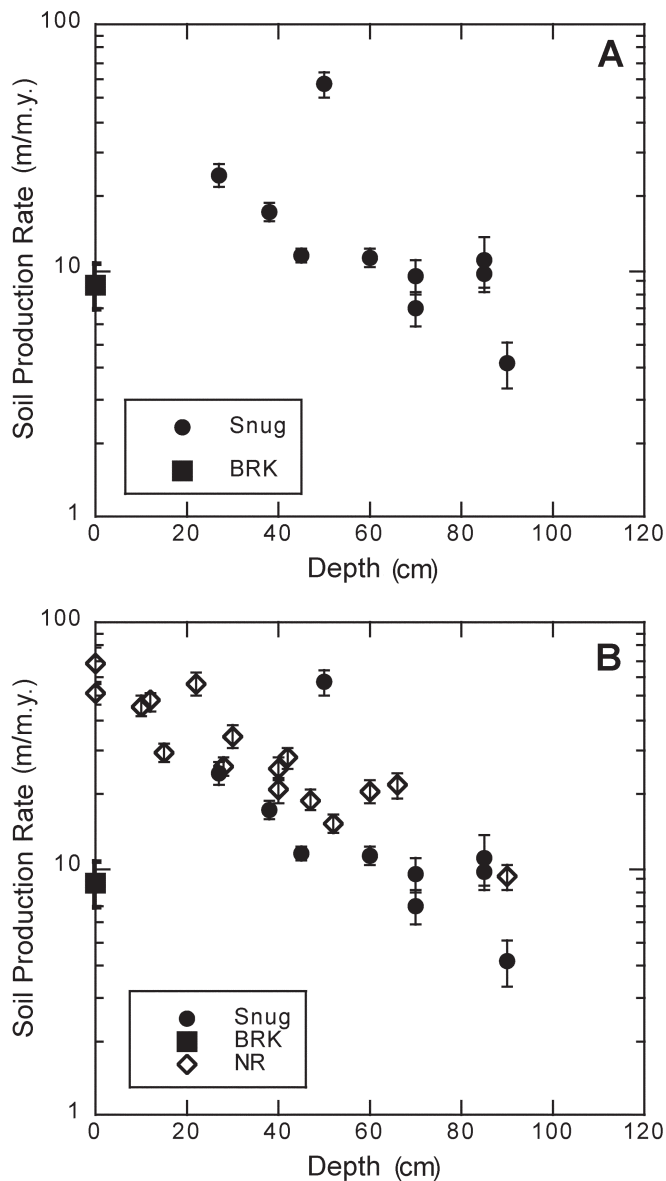 A
100
10
1
Soil Production Rate (m/m.y.)
Snug
BRK
0 20 40 60 80 100 120
Depth (cm)
B
100
10
1
Soil Production Rate (m/m.y.)
Snug
BRK
NR
0 20 40 60 80 100 120
Depth (cm)